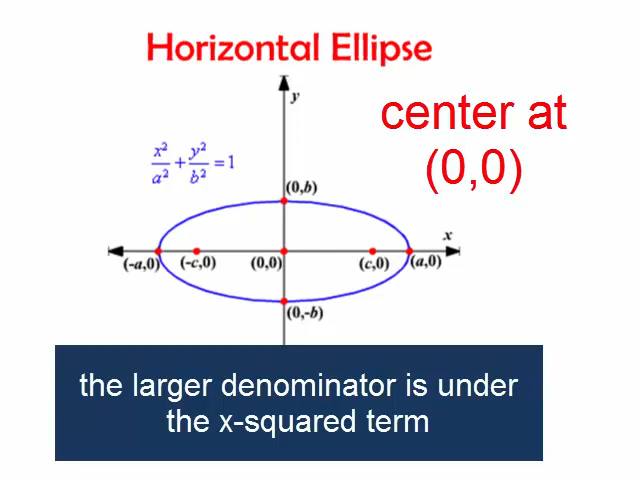 Horizontal Ellipse
y
center at
(0,0)
x²/a² + y²/b² = 1
(0,b)
x
(-a,0) (-c,0) (0,0) (c,0) (a,0)
(0,-b)
the larger denominator is under
the x-squared term